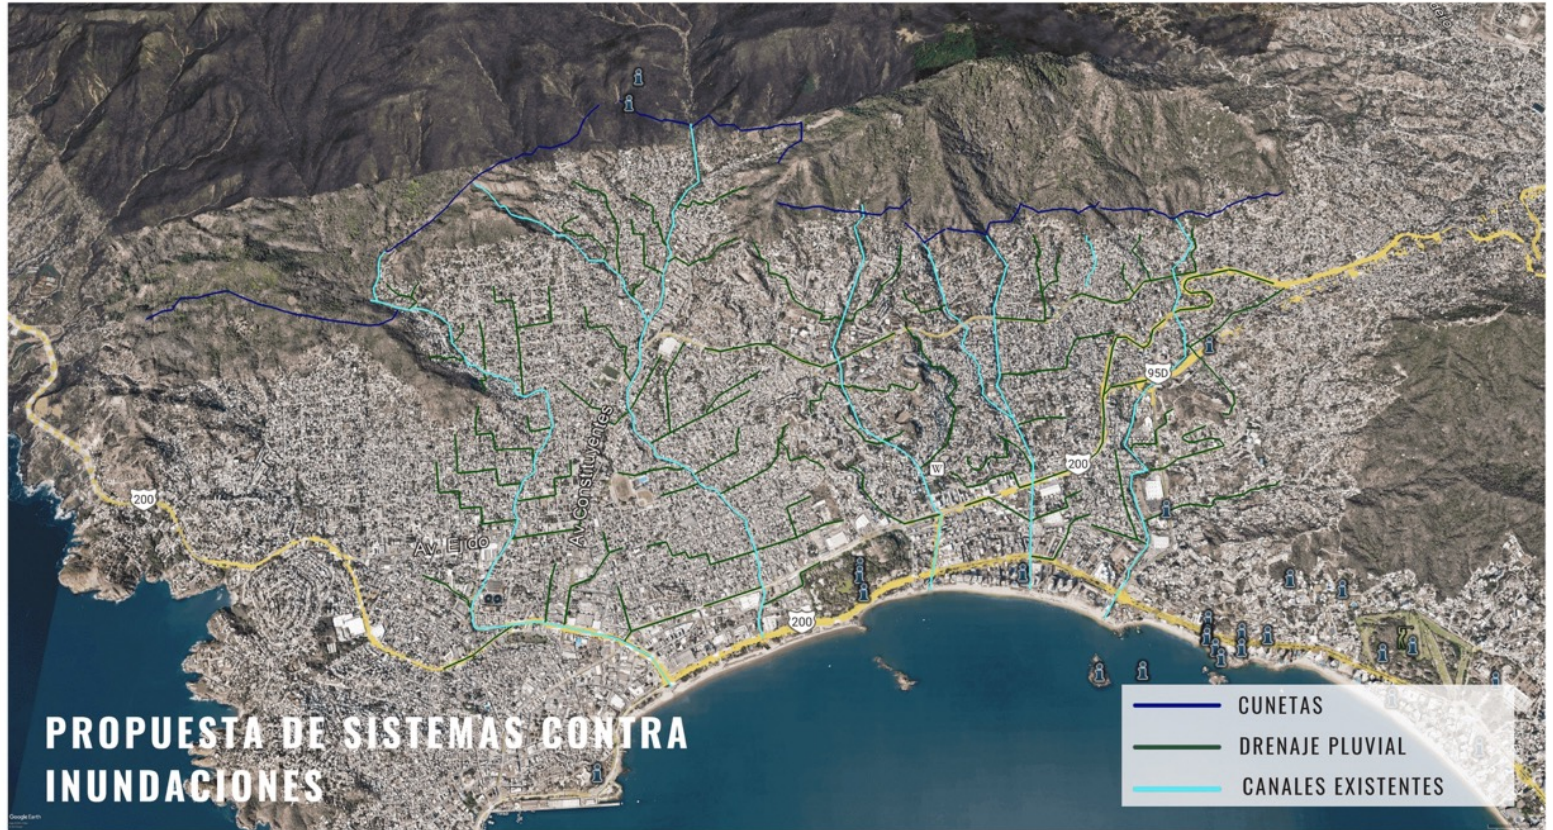 95D
W
200
200
Av. Constituyentes
Av. Ejido
200
PROPUESTA DE SISTEMAS CONTRA
INUNDACIONES
CUNETAS
DRENAJE PLUVIAL
CANALES EXISTENTES
Google Earth